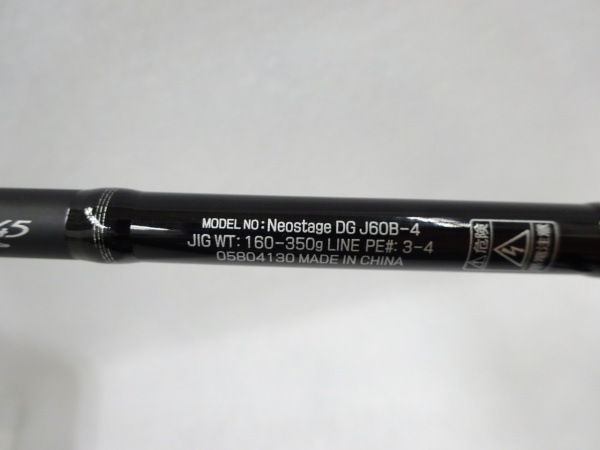 45
MODEL NO: Neostage DG J60B-4
JIG WT: 160-350g LINE PE#: 3-4
05804130 MADE IN CHINA
危険